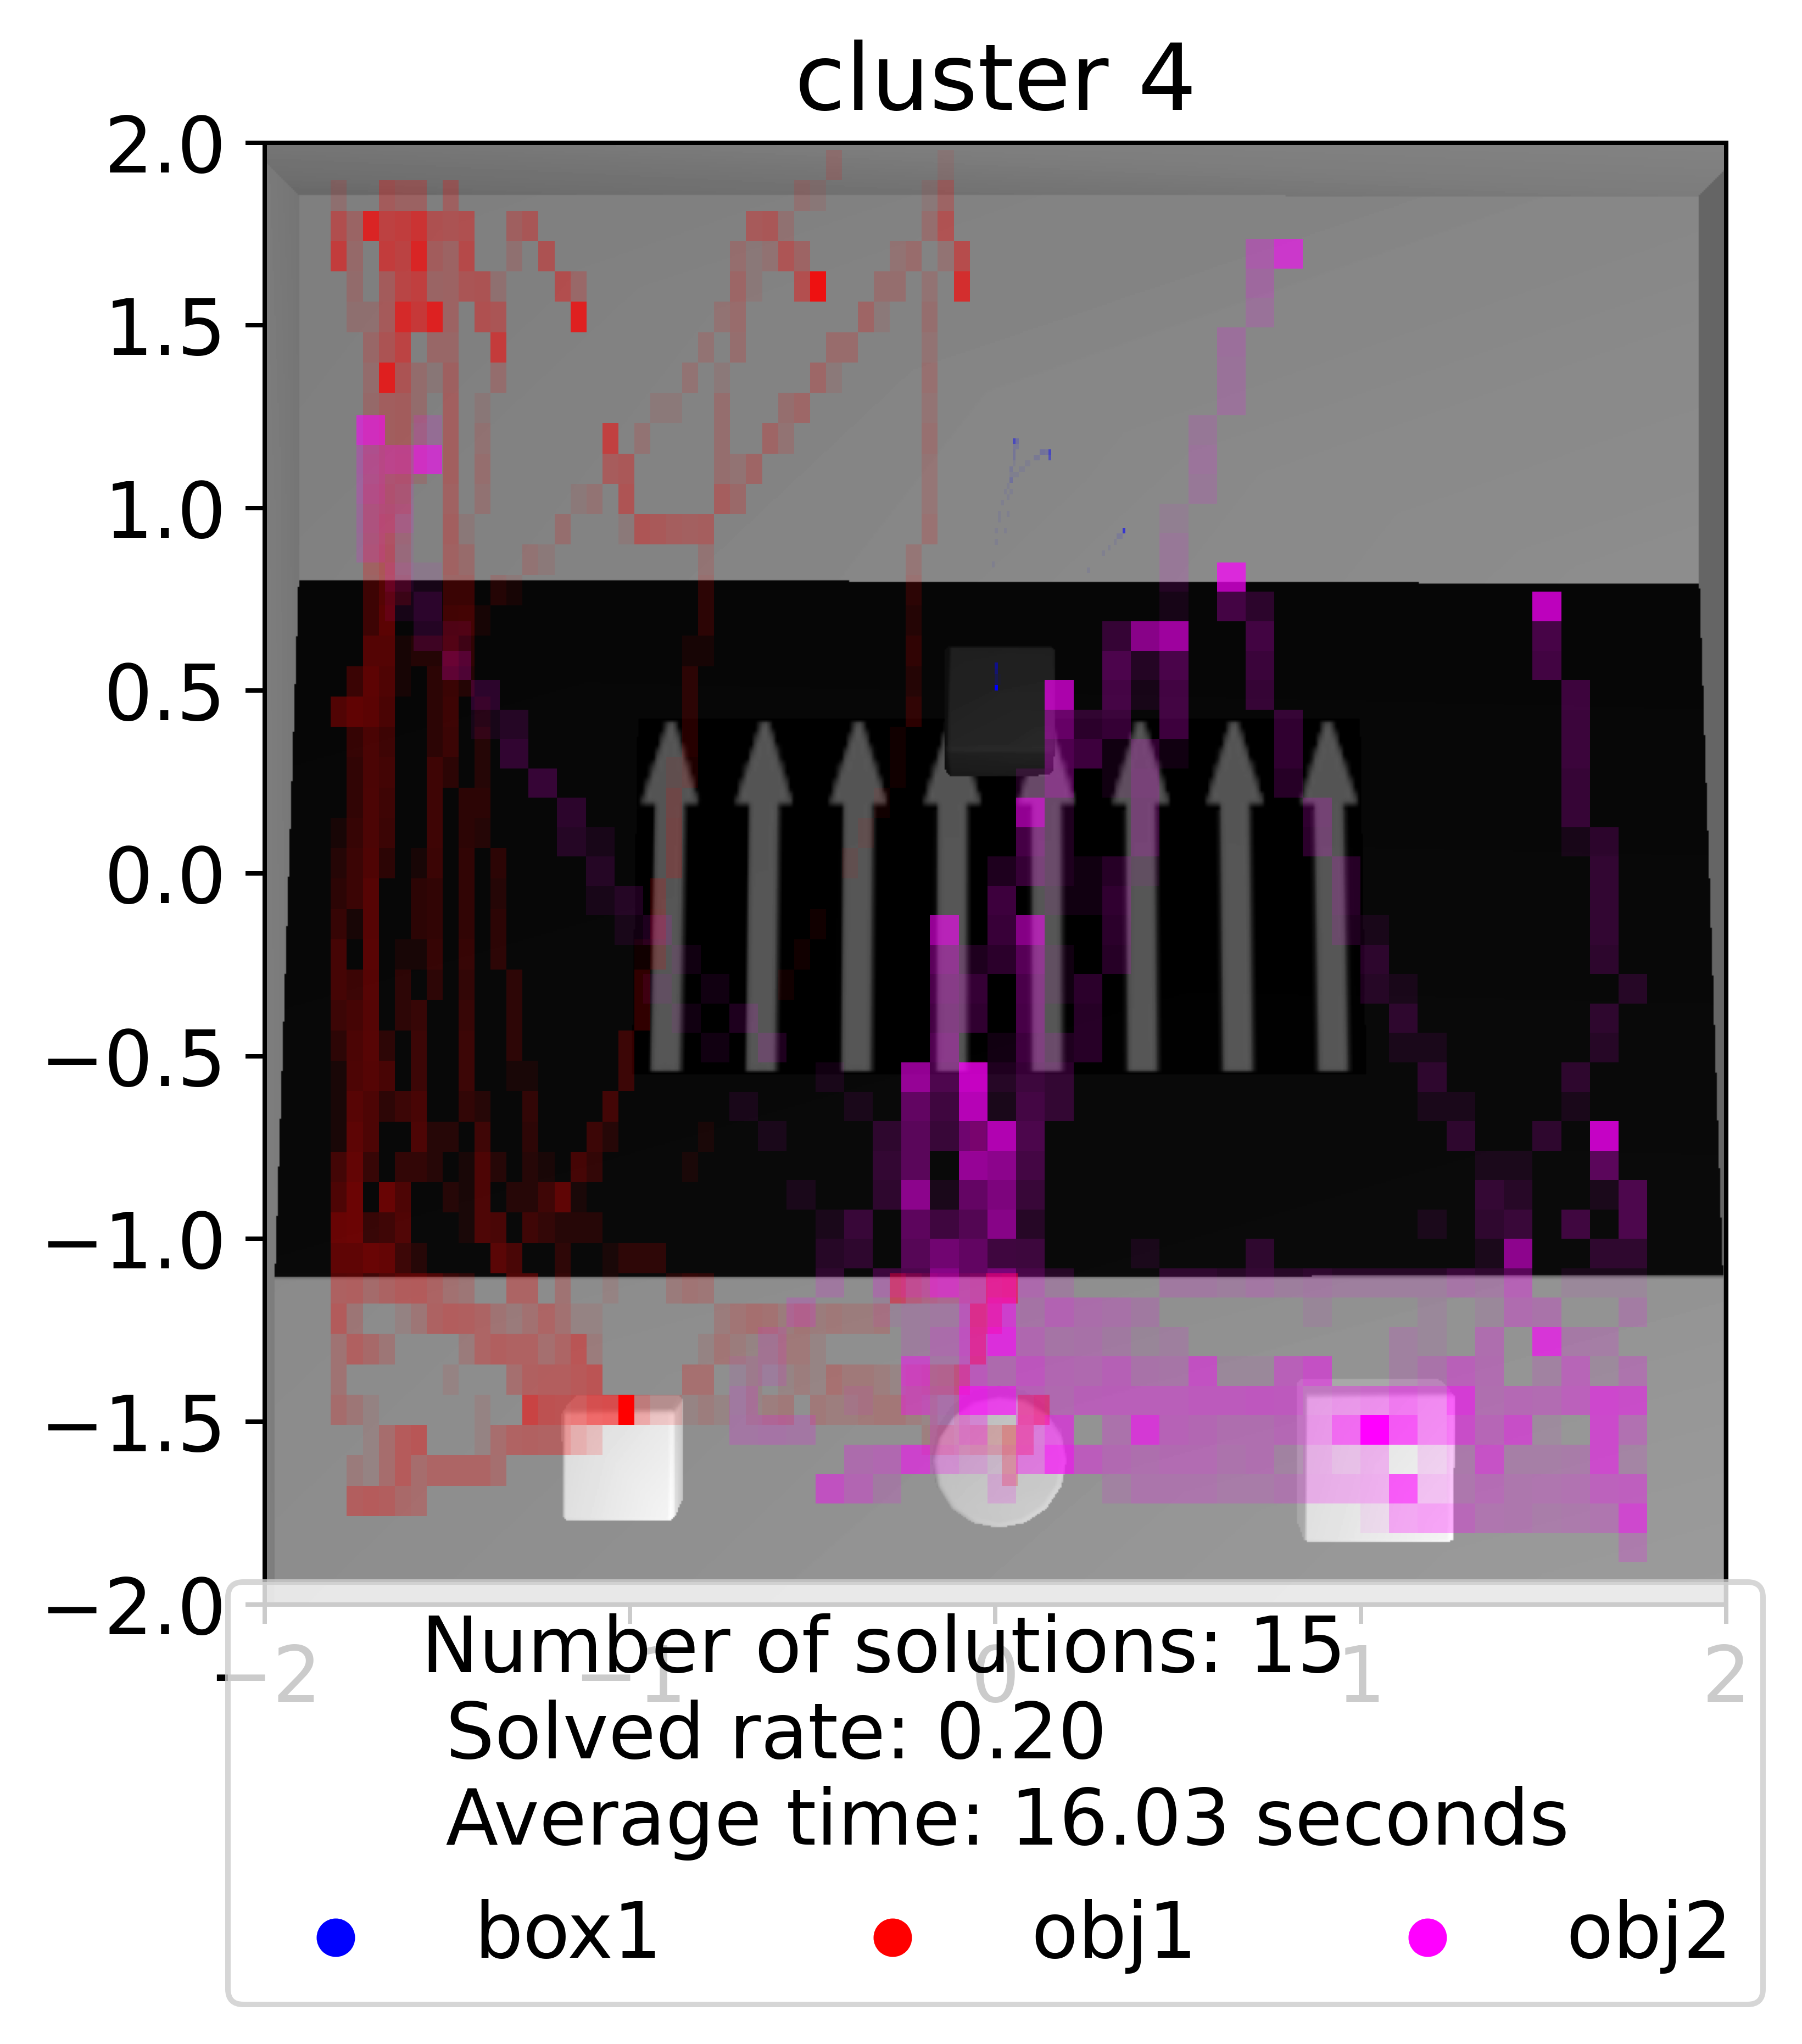 cluster 4
2.0
1.5
1.0
0.5
0.0
−0.5
−1.0
−1.5
−2.0
−2 −1 0 1 2
Number of solutions: 15
Solved rate: 0.20
Average time: 16.03 seconds
box1 obj1 obj2